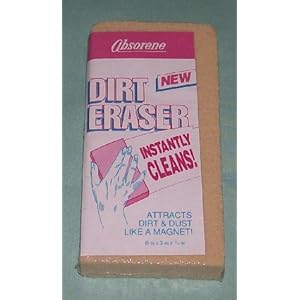 Absorene
DIRT
NEW
ERASER
INSTANTLY
CLEANS!
ATTRACTS
DIRT & DUST
LIKE A MAGNET!